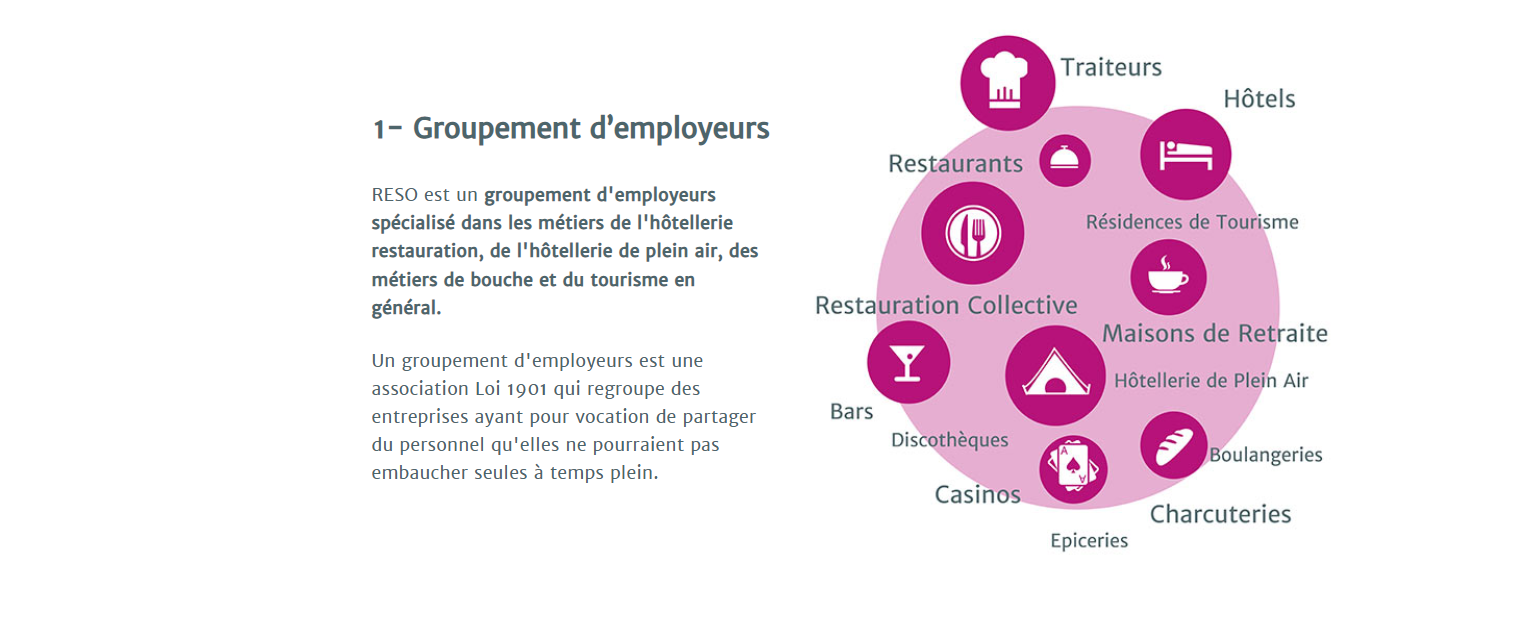 1- Groupement d’employeurs
RESO est un groupement d'employeurs
spécialisé dans les métiers de l'hôtellerie
restauration, de l'hôtellerie de plein air, des
métiers de bouche et du tourisme en
général.
Un groupement d'employeurs est une
association Loi 1901 qui regroupe des
entreprises ayant pour vocation de partager
du personnel qu'elles ne pourraient pas
embaucher seules à temps plein.
Traiteurs
Hôtels
Restaurants
Résidences de Tourisme
Restauration Collective
Maisons de Retraite
Hôtellerie de Plein Air
Bars
Discothèques
A
A
Boulangeries
Casinos
Charcuteries
Epiceries